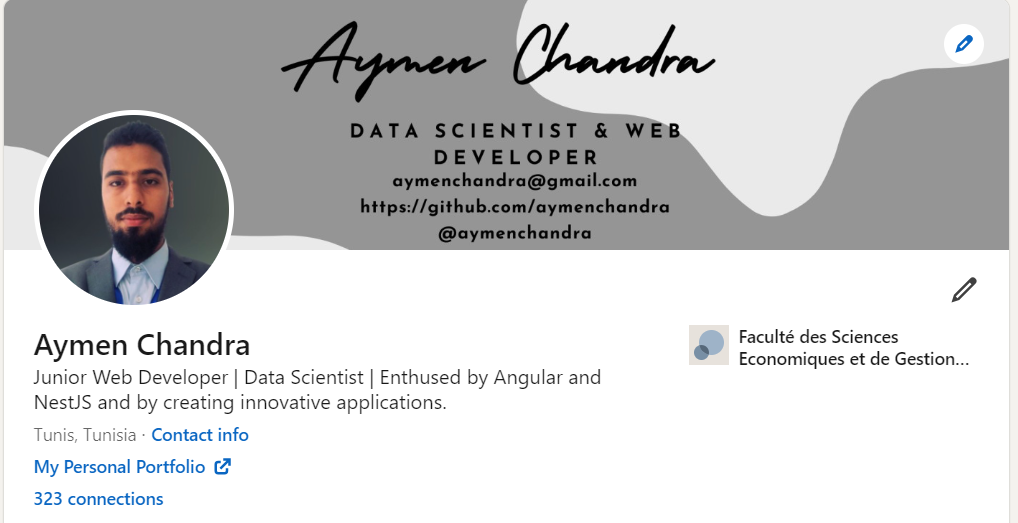 Aymen Chandra
DATA SCIENTIST & WEB
DEVELOPER
aymenchandra@gmail.com
https://github.com/aymenchandra
@aymenchandra
Aymen Chandra
Junior Web Developer | Data Scientist | Enthused by Angular and
NestJS and by creating innovative applications.
Tunis, Tunisia · Contact info
My Personal Portfolio
323 connections
Faculté des Sciences
Economiques et de Gestion...